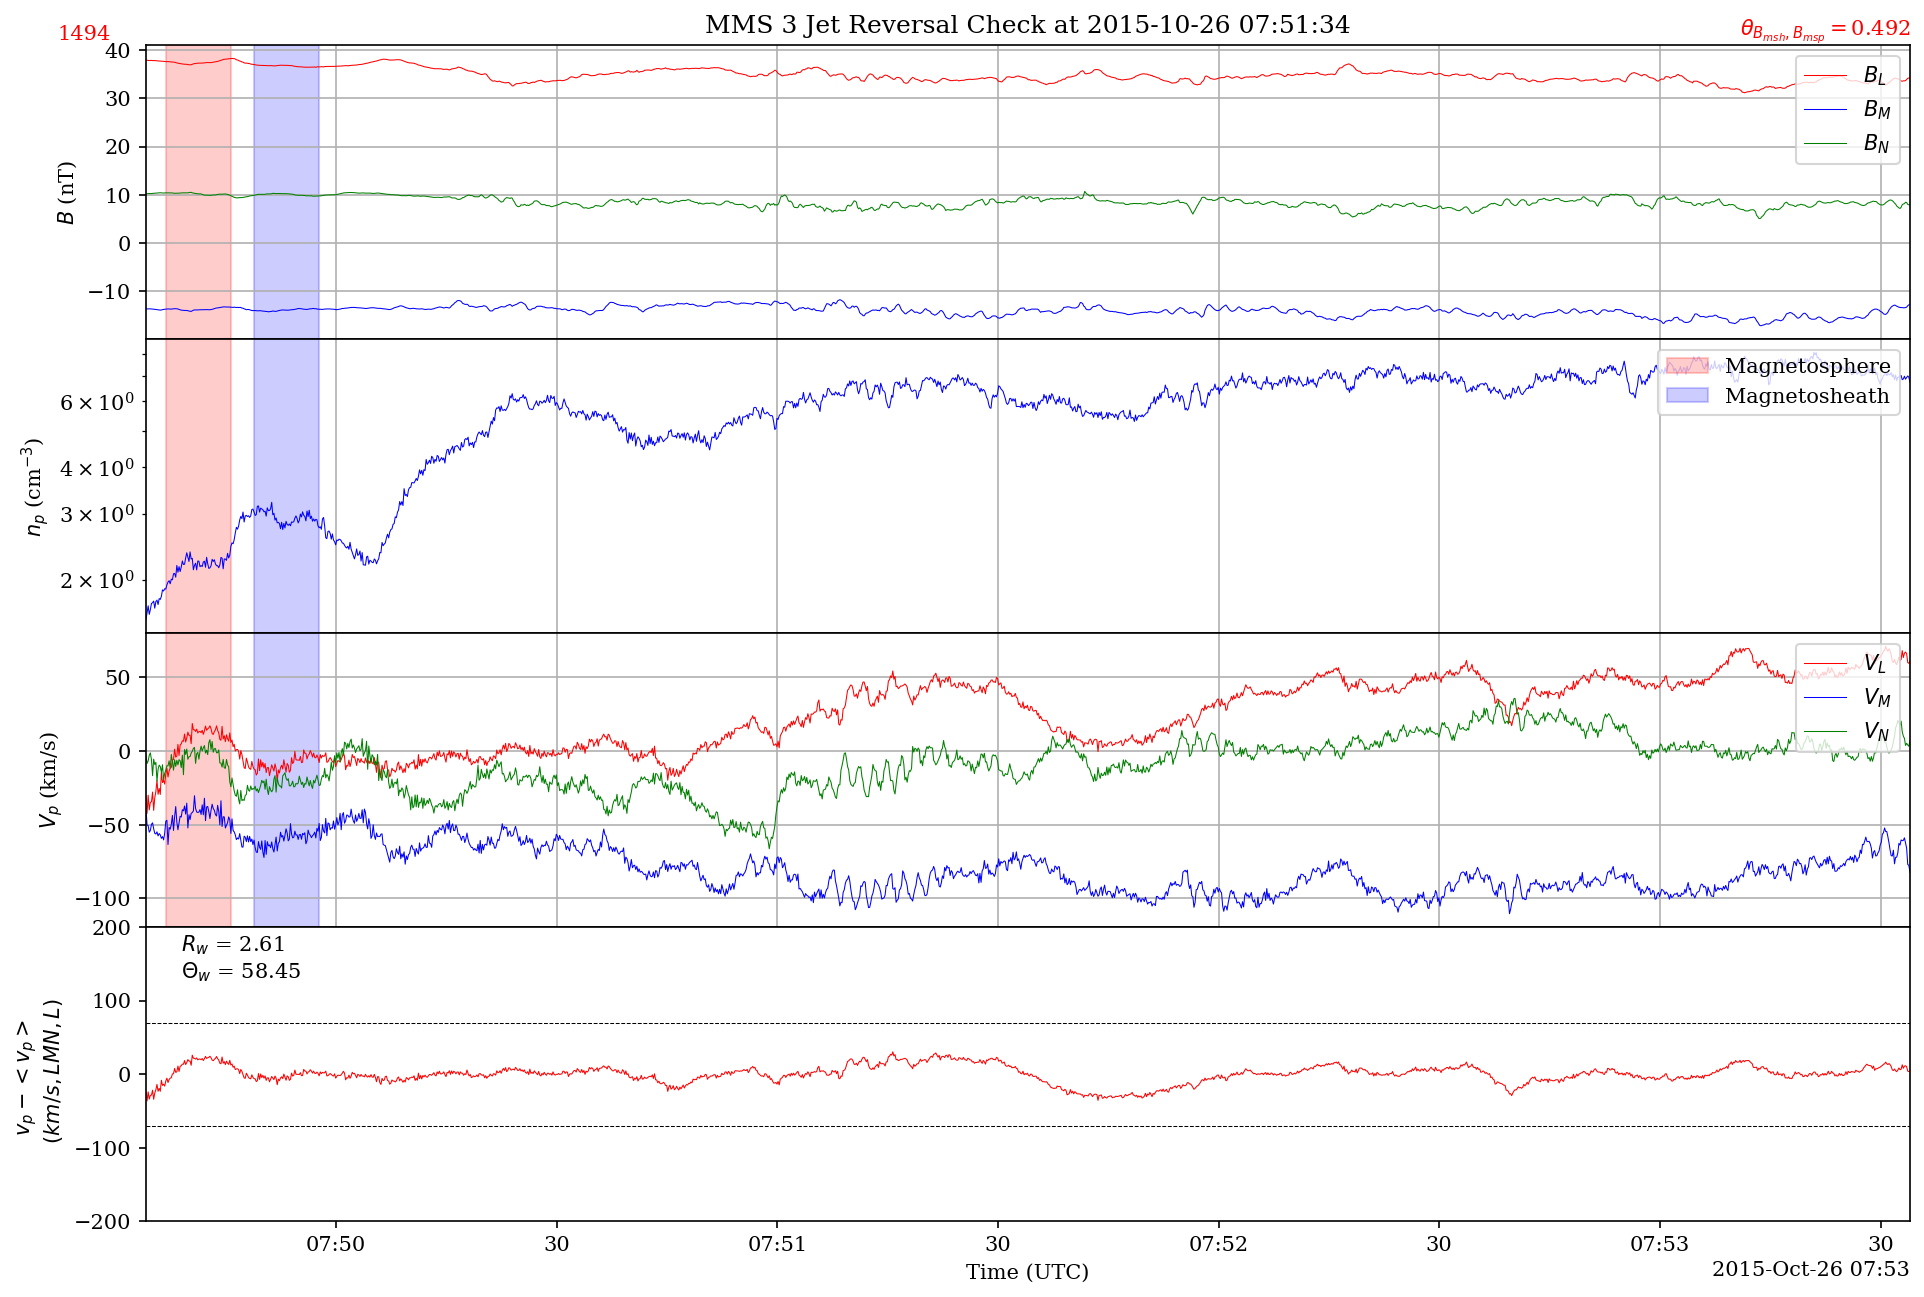 MMS 3 Jet Reversal Check at 2015-10-26 07:51:34
1494
θ_{B_{msh}, B_{msp}} = 0.492
40
30
20
10
0
−10
B (nT)
B_L
B_M
B_N
6 × 10⁰
4 × 10⁰
3 × 10⁰
2 × 10⁰
n_p (cm⁻³)
Magnetosphere
Magnetosheath
50
0
−50
−100
V_p (km/s)
V_L
V_M
V_N
200
100
0
−100
−200
v_p − < v_p >
(km/s, LMN, L)
R_w = 2.61
Θ_w = 58.45
07:50
30
07:51
30
07:52
30
07:53
30
Time (UTC)
2015-Oct-26 07:53